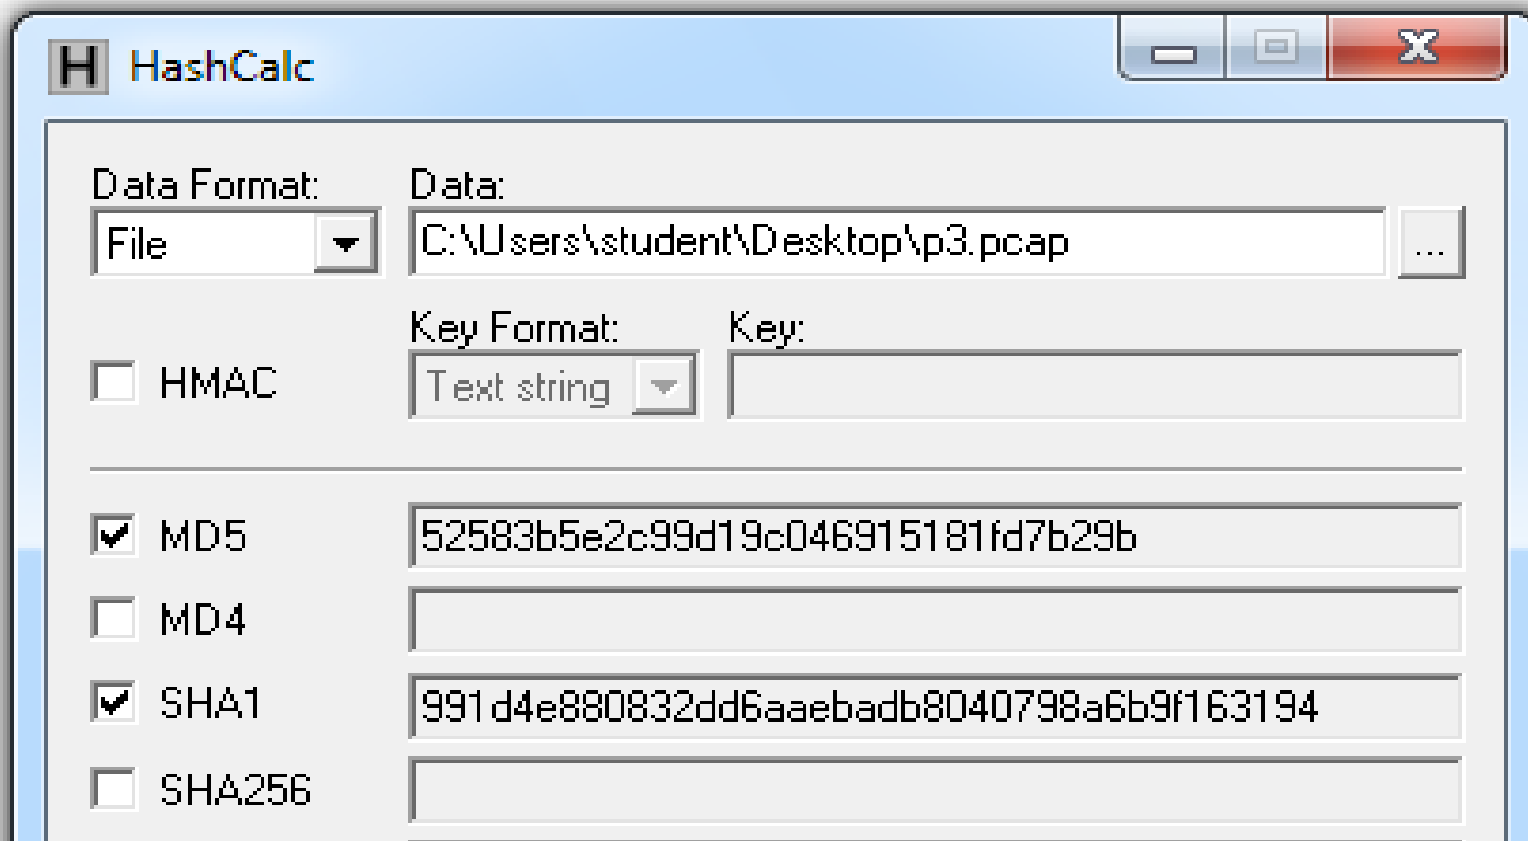 H HashCalc
Data Format: Data:
File C:\Users\student\Desktop\p3.pcap ...
Key Format: Key:
HMAC Text string
MD5 52583b5e2c99d19c046915181fd7b29b
MD4
SHA1 991d4e880832dd6aaebadb8040798a6b9f163194
SHA256